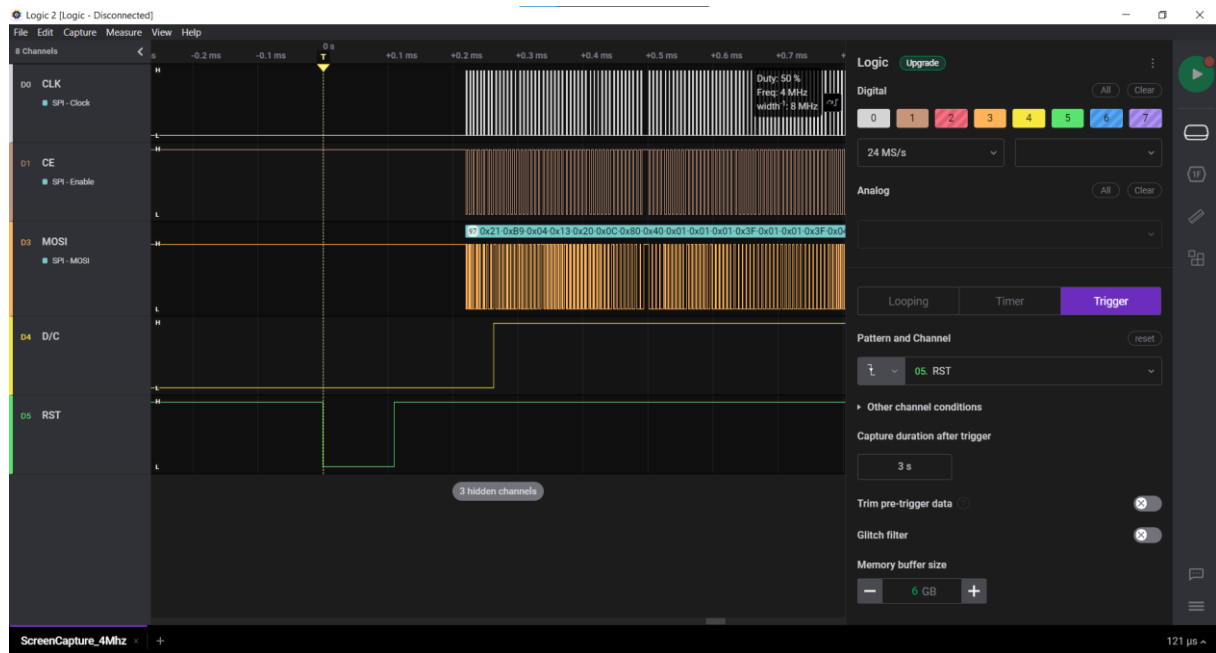 Logic 2 [Logic - Disconnected]
File Edit Capture Measure View Help
8 Channels
s -0.2 ms -0.1 ms 0 s +0.1 ms +0.2 ms +0.3 ms +0.4 ms +0.5 ms +0.6 ms +0.7 ms +
T
D0 CLK
SPI - Clock
H
L
Duty: 50 %
Freq: 4 MHz
width⁻¹: 8 MHz
D1 CE
SPI - Enable
H
L
D3 MOSI
SPI - MOSI
97 0x21 0xB9 0x04 0x13 0x20 0x0C 0x80 0x40 0x01 0x01 0x01 0x3F 0x01 0x01 0x3F 0x0
H
L
D4 D/C
H
L
D5 RST
H
L
3 hidden channels
Logic Upgrade
Digital All Clear
0 1 2 3 4 5 6 7
24 MS/s
Analog All Clear
Looping Timer Trigger
Pattern and Channel reset
05. RST
Other channel conditions
Capture duration after trigger
3 s
Trim pre-trigger data ?
Glitch filter
Memory buffer size
6 GB
1F
ScreenCapture_4Mhz × +
121 µs